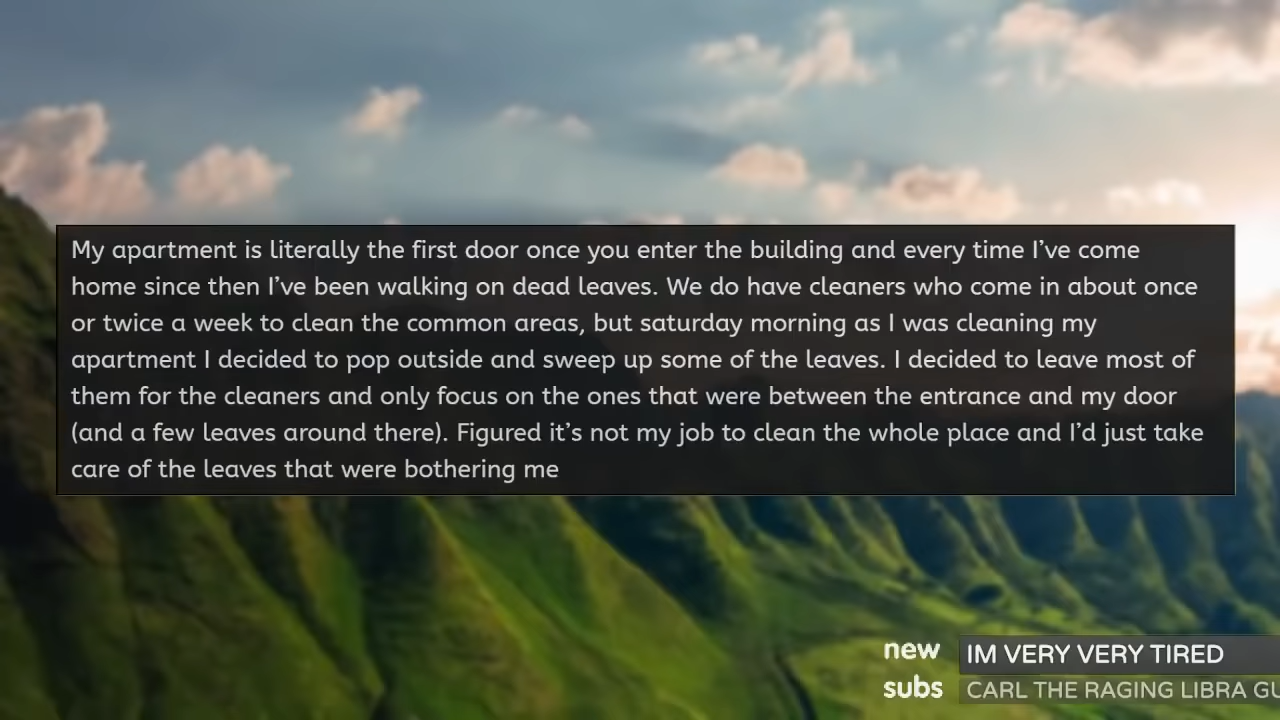 My apartment is literally the first door once you enter the building and every time I’ve come
home since then I’ve been walking on dead leaves. We do have cleaners who come in about once
or twice a week to clean the common areas, but saturday morning as I was cleaning my
apartment I decided to pop outside and sweep up some of the leaves. I decided to leave most of
them for the cleaners and only focus on the ones that were between the entrance and my door
(and a few leaves around there). Figured it’s not my job to clean the whole place and I’d just take
care of the leaves that were bothering me
new
IM VERY VERY TIRED
subs
CARL THE RAGING LIBRA